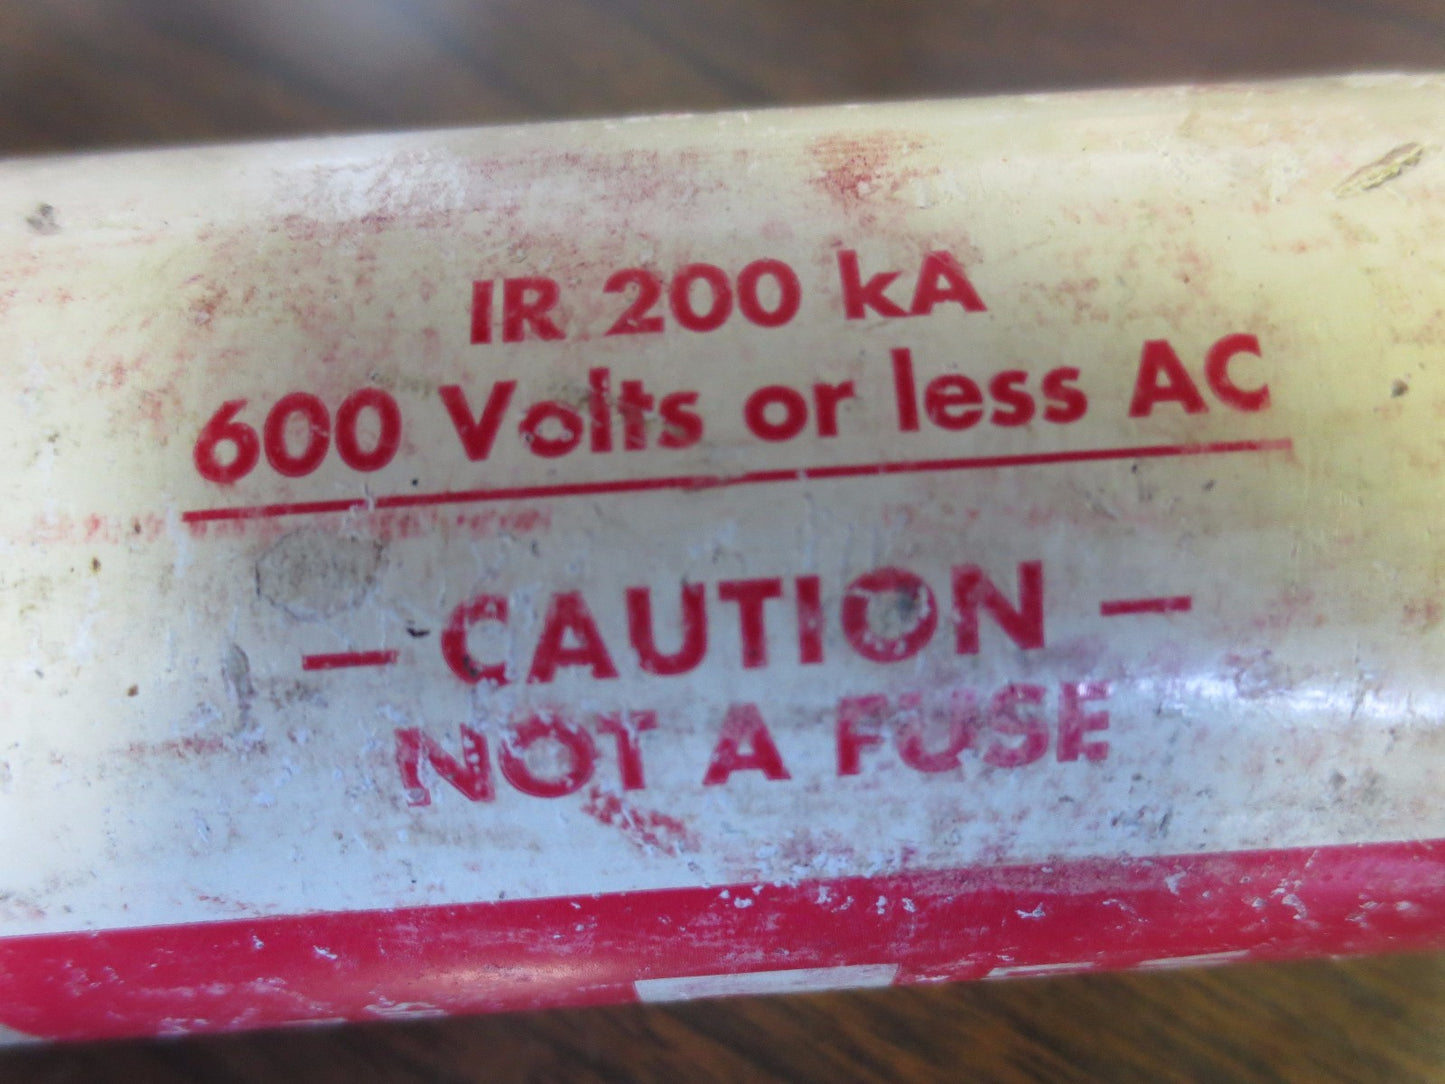 IR 200 kA
600 Volts or less AC
— CAUTION —
NOT A FUSE